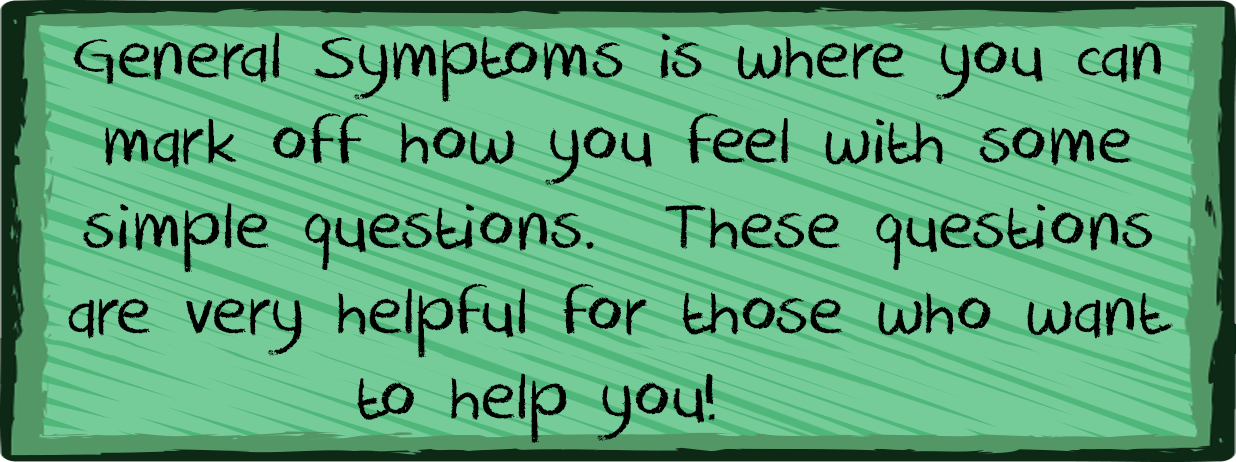 General Symptoms is where you can
mark off how you feel with some
simple questions. These questions
are very helpful for those who want
to help you!